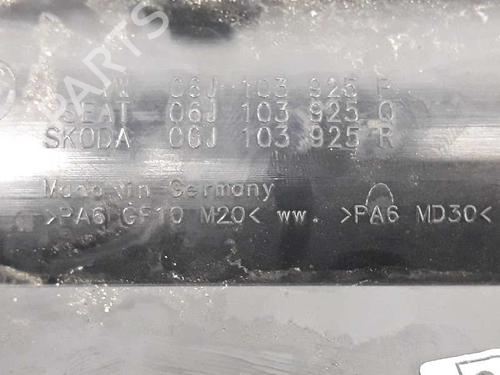 VW 06J 103 925 P
SEAT 06J 103 925 Q
SKODA 06J 103 925 R
Made in Germany
>PA6 GF10 M20< ww. >PA6 MD30<
B-PARTS